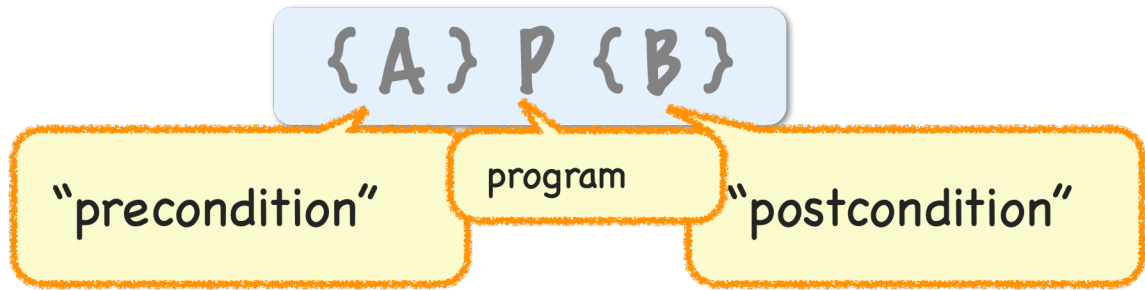 { A } P { B }
“precondition”
program
“postcondition”